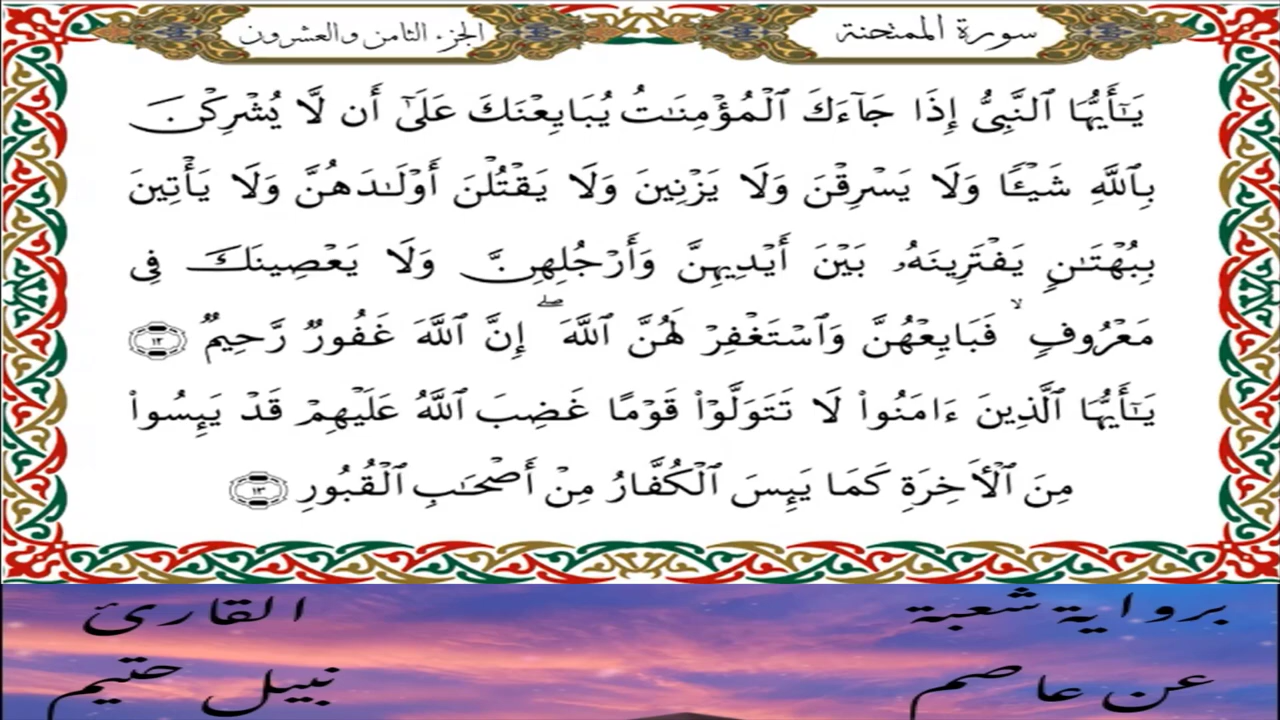 سورة الممتحنة
الجزء الثامن والعشرون
يَـٰٓأَيُّهَا ٱلنَّبِىُّ إِذَا جَآءَكَ ٱلْمُؤْمِنَـٰتُ يُبَايِعْنَكَ عَلَىٰٓ أَن لَّا يُشْرِكْنَ
بِٱللَّهِ شَيْـًٔا وَلَا يَسْرِقْنَ وَلَا يَزْنِينَ وَلَا يَقْتُلْنَ أَوْلَـٰدَهُنَّ وَلَا يَأْتِينَ
بِبُهْتَـٰنٍ يَفْتَرِينَهُۥ بَيْنَ أَيْدِيهِنَّ وَأَرْجُلِهِنَّ وَلَا يَعْصِينَكَ فِى
مَعْرُوفٍ ۙ فَبَايِعْهُنَّ وَٱسْتَغْفِرْ لَهُنَّ ٱللَّهَ ۖ إِنَّ ٱللَّهَ غَفُورٌ رَّحِيمٌ ١٢
يَـٰٓأَيُّهَا ٱلَّذِينَ ءَامَنُوا۟ لَا تَتَوَلَّوْا۟ قَوْمًا غَضِبَ ٱللَّهُ عَلَيْهِمْ قَدْ يَئِسُوا۟
مِنَ ٱلْـَٔاخِرَةِ كَمَا يَئِسَ ٱلْكُفَّارُ مِنْ أَصْحَـٰبِ ٱلْقُبُورِ ١٣
برواية شعبة
القارئ
عن عاصم
نبيل حتيم